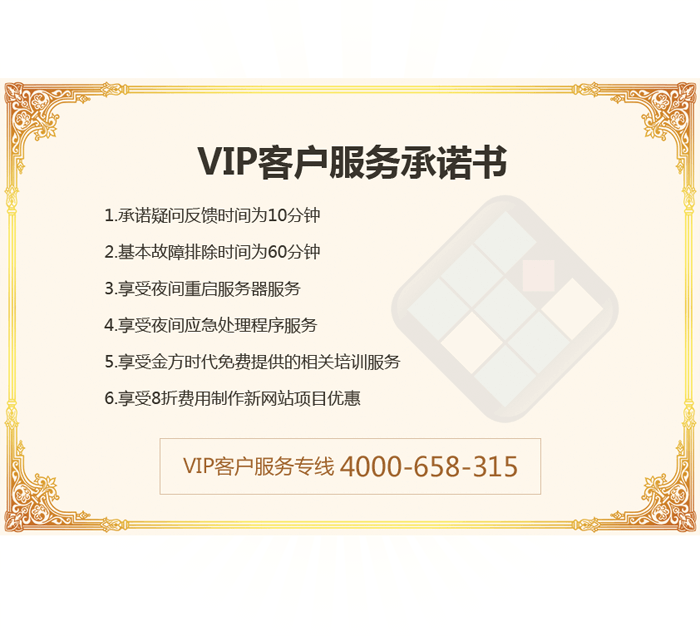 VIP客户服务承诺书
1.承诺疑问反馈时间为10分钟
2.基本故障排除时间为60分钟
3.享受夜间重启服务器服务
4.享受夜间应急处理程序服务
5.享受金方时代免费提供的相关培训服务
6.享受8折费用制作新网站项目优惠
VIP客户服务专线 4000-658-315